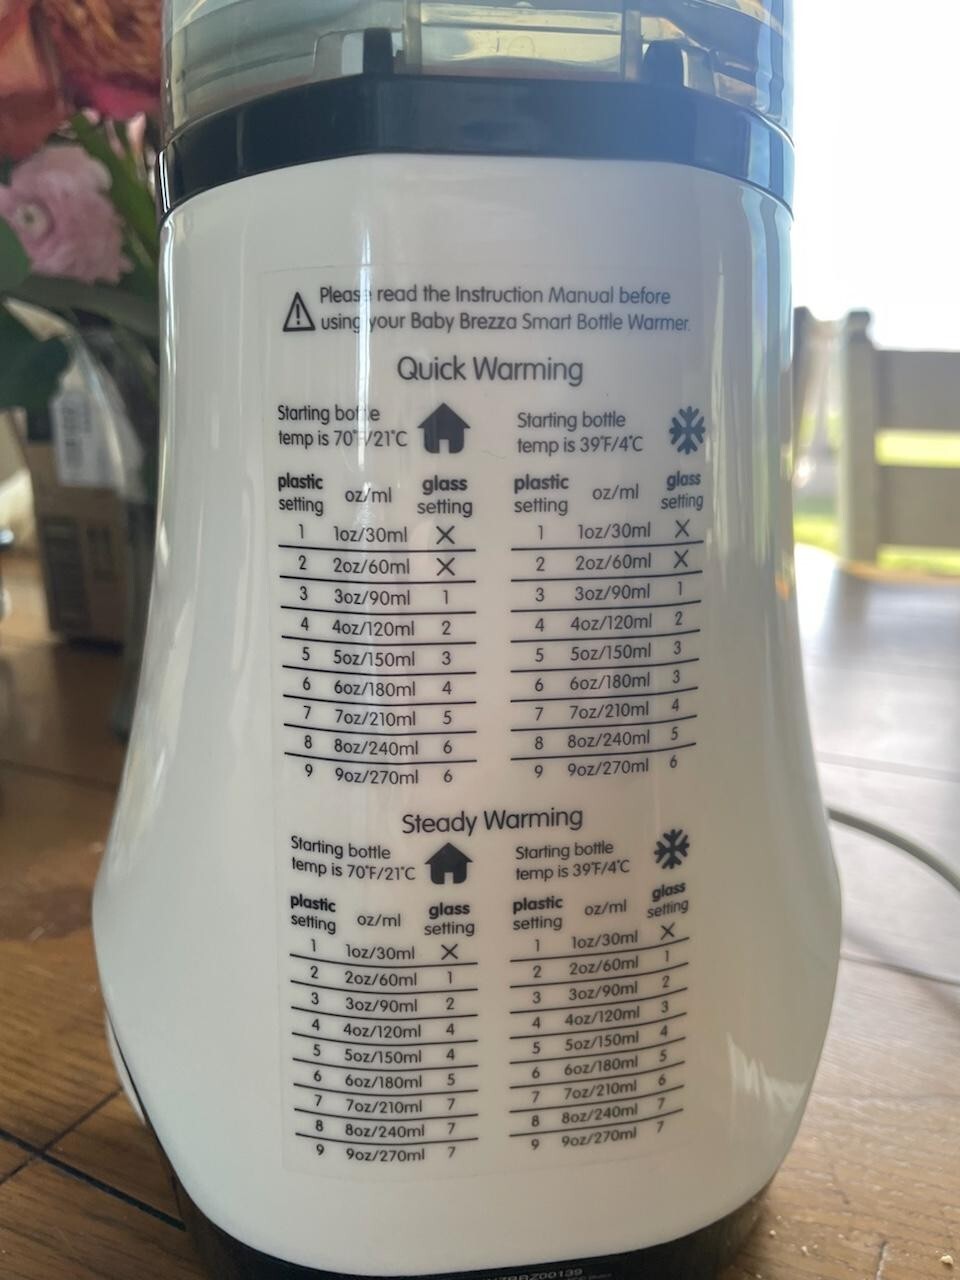 Please read the Instruction Manual before
using your Baby Brezza Smart Bottle Warmer.
Quick Warming
Starting bottle
temp is 70°F/21°C
plastic setting oz/ml glass setting
1 1oz/30ml X
2 2oz/60ml X
3 3oz/90ml 1
4 4oz/120ml 2
5 5oz/150ml 3
6 6oz/180ml 4
7 7oz/210ml 5
8 8oz/240ml 6
9 9oz/270ml 6
Starting bottle
temp is 39°F/4°C
plastic setting oz/ml glass setting
1 1oz/30ml X
2 2oz/60ml X
3 3oz/90ml 1
4 4oz/120ml 2
5 5oz/150ml 3
6 6oz/180ml 3
7 7oz/210ml 4
8 8oz/240ml 5
9 9oz/270ml 6
Steady Warming
Starting bottle
temp is 70°F/21°C
plastic setting oz/ml glass setting
1 1oz/30ml X
2 2oz/60ml 1
3 3oz/90ml 2
4 4oz/120ml 4
5 5oz/150ml 4
6 6oz/180ml 5
7 7oz/210ml 7
8 8oz/240ml 7
9 9oz/270ml 7
Starting bottle
temp is 39°F/4°C
plastic setting oz/ml glass setting
1 1oz/30ml X
2 2oz/60ml 1
3 3oz/90ml 2
4 4oz/120ml 3
5 5oz/150ml 4
6 6oz/180ml 5
7 7oz/210ml 6
8 8oz/240ml 7
9 9oz/270ml 7